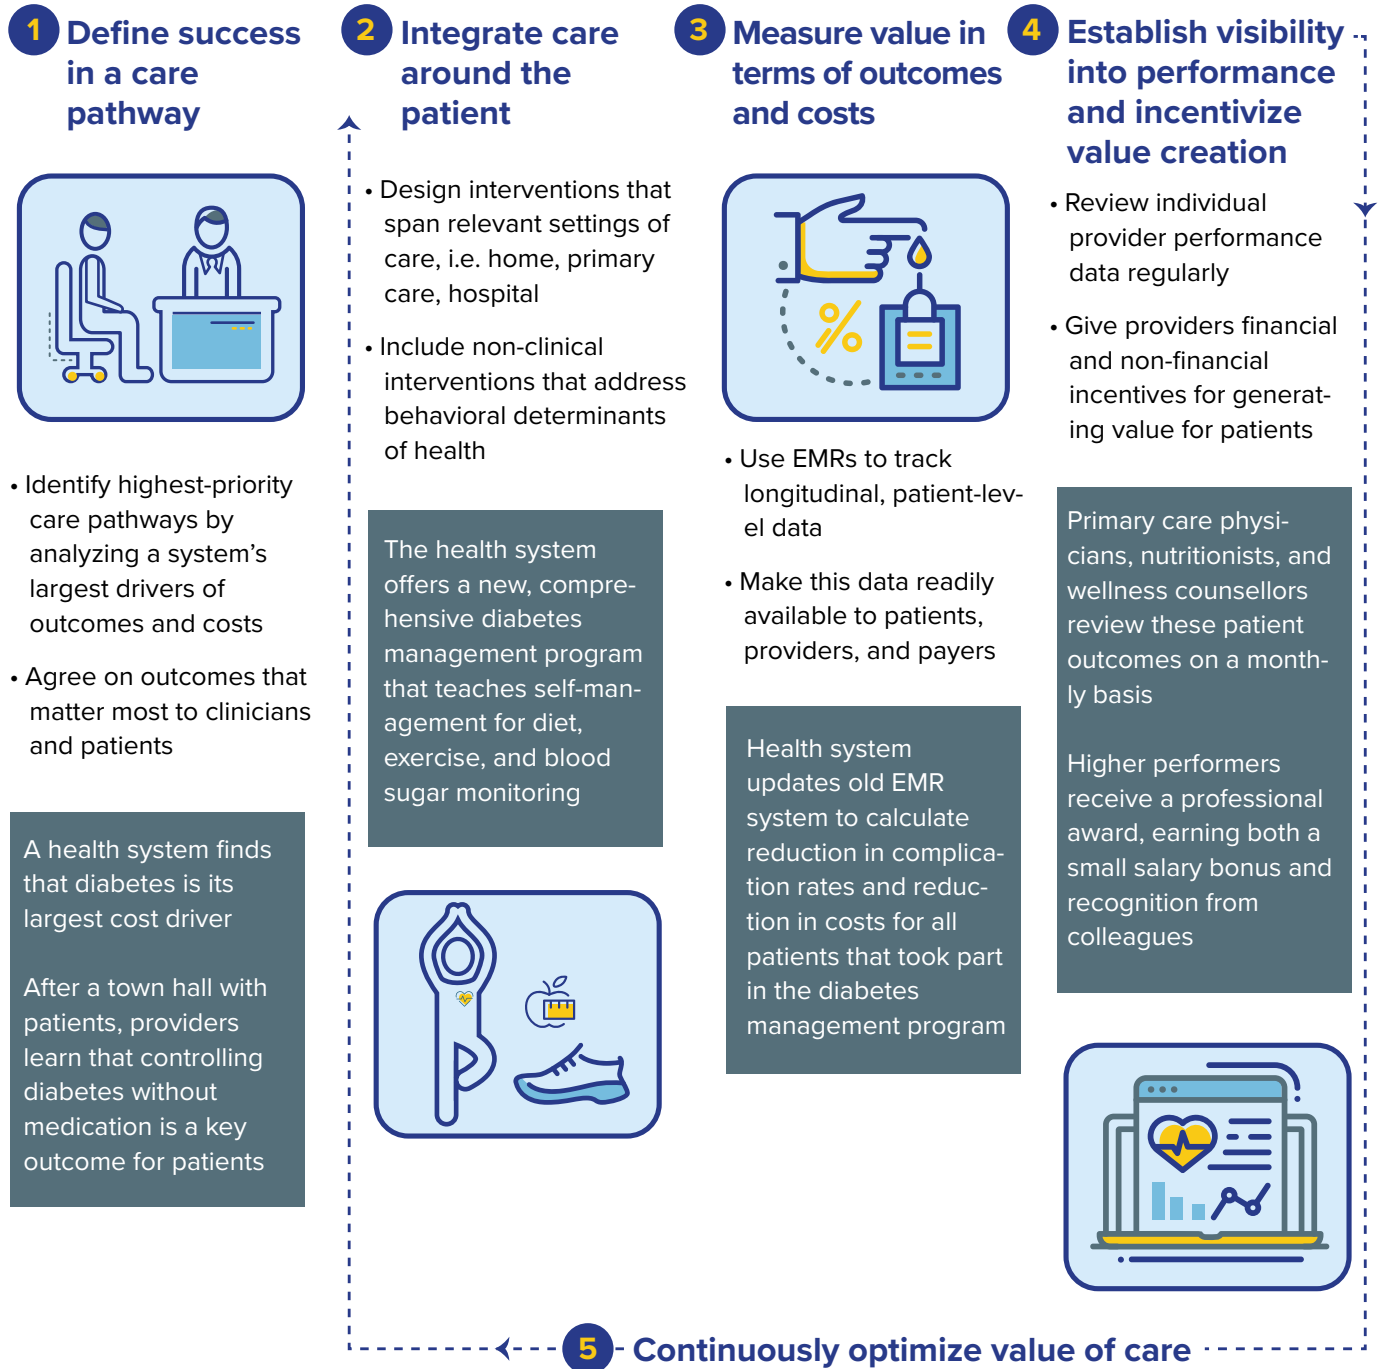 1 Define success
in a care
pathway
• Identify highest-priority
care pathways by
analyzing a system’s
largest drivers of
outcomes and costs
• Agree on outcomes that
matter most to clinicians
and patients
A health system finds
that diabetes is its
largest cost driver
After a town hall with
patients, providers
learn that controlling
diabetes without
medication is a key
outcome for patients
2 Integrate care
around the
patient
• Design interventions that
span relevant settings of
care, i.e. home, primary
care, hospital
• Include non-clinical
interventions that address
behavioral determinants
of health
The health system
offers a new, compre-
hensive diabetes
management program
that teaches self-man-
agement for diet,
exercise, and blood
sugar monitoring
3 Measure value in
terms of outcomes
and costs
%
• Use EMRs to track
longitudinal, patient-lev-
el data
• Make this data readily
available to patients,
providers, and payers
Health system
updates old EMR
system to calculate
reduction in complica-
tion rates and reduc-
tion in costs for all
patients that took part
in the diabetes
management program
4 Establish visibility
into performance
and incentivize
value creation
• Review individual
provider performance
data regularly
• Give providers financial
and non-financial
incentives for generat-
ing value for patients
Primary care physi-
cians, nutritionists, and
wellness counsellors
review these patient
outcomes on a month-
ly basis
Higher performers
receive a professional
award, earning both a
small salary bonus and
recognition from
colleagues
5 Continuously optimize value of care